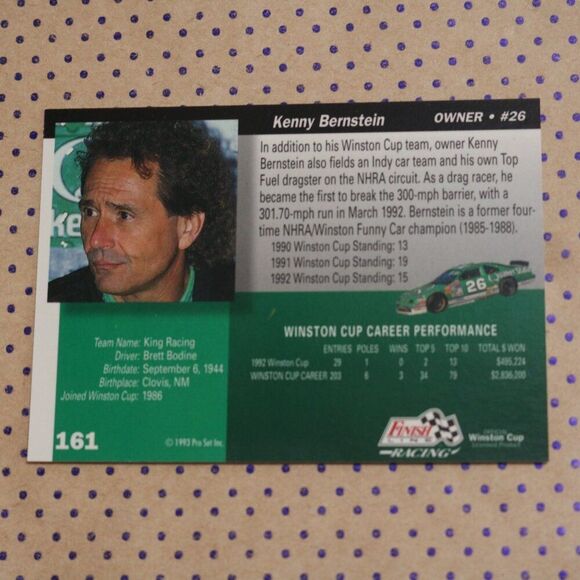 Kenny Bernstein OWNER • #26
In addition to his Winston Cup team, owner Kenny
Bernstein also fields an Indy car team and his own Top
Fuel dragster on the NHRA circuit. As a drag racer, he
became the first to break the 300-mph barrier, with a
301.70-mph run in March 1992. Bernstein is a former four-
time NHRA/Winston Funny Car champion (1985-1988).
1990 Winston Cup Standing: 13
1991 Winston Cup Standing: 19
1992 Winston Cup Standing: 15
26
WINSTON CUP CAREER PERFORMANCE
ENTRIES POLES WINS TOP 5 TOP 10 TOTAL $ WON
1992 Winston Cup 29 1 0 2 13 $495,224
WINSTON CUP CAREER 203 6 3 34 79 $2,836,200
Team Name: King Racing
Driver: Brett Bodine
Birthdate: September 6, 1944
Birthplace: Clovis, NM
Joined Winston Cup: 1986
161
© 1993 Pro Set Inc.
FINISH
LINE
RACING
OFFICIAL
Winston Cup
Licensed Product